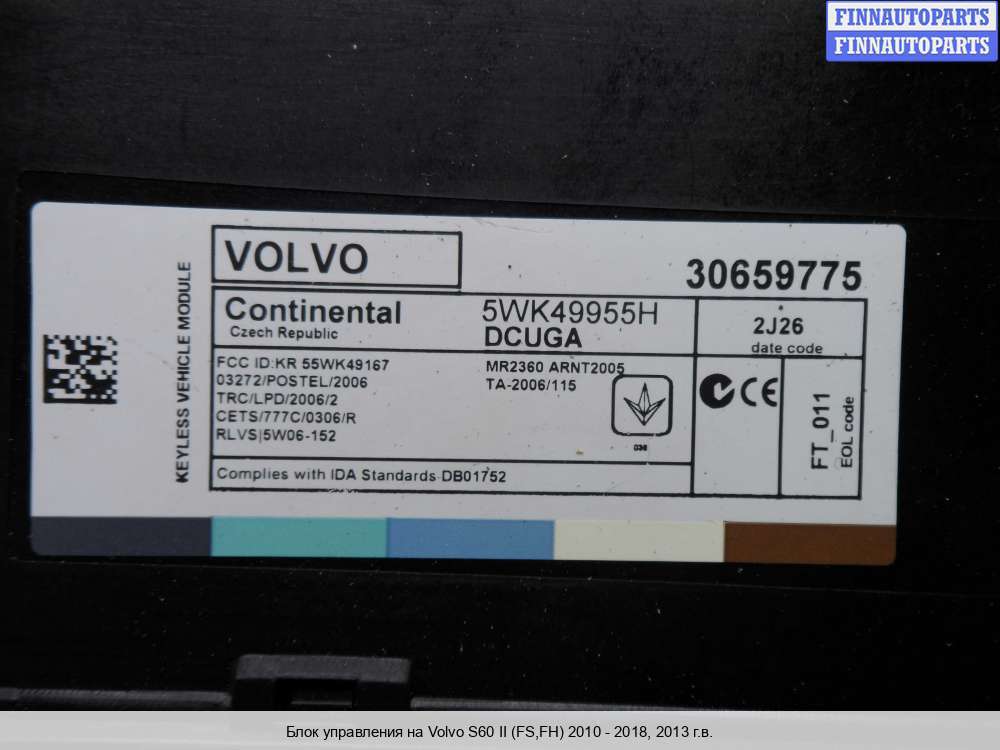 FINNAUTOPARTS
FINNAUTOPARTS
KEYLESS VEHICLE MODULE
VOLVO
30659775
Continental
Czech Republic
5WK49955H
DCUGA
2J26
date code
FCC ID:KR 55WK49167
03272/POSTEL/2006
TRC/LPD/2006/2
CETS/777C/0306/R
RLVS|5W06-152
MR2360 ARNT2005
TA-2006/115
036
CE
FT_011
EOL code
Complies with IDA Standards DB01752
Блок управления на Volvo S60 II (FS,FH) 2010 - 2018, 2013 г.в.